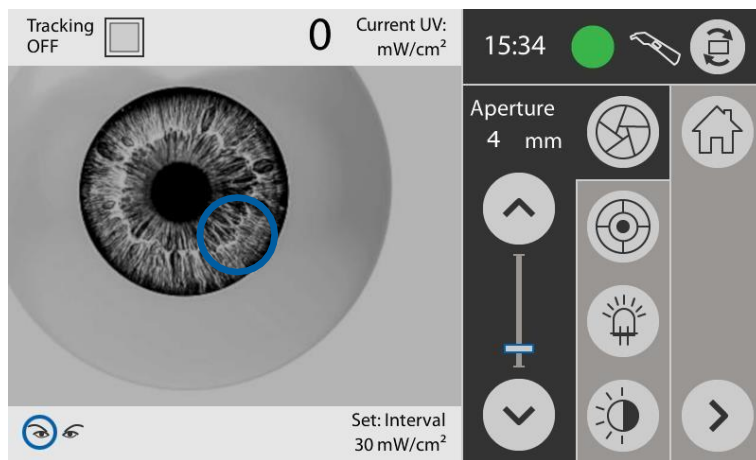 Tracking
OFF
0
Current UV:
mW/cm²
15:34
Aperture
4 mm
Set: Interval
30 mW/cm²